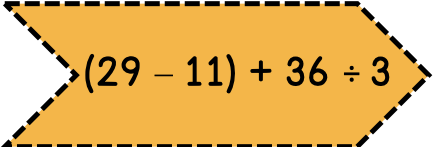 (29 – 11) + 36 ÷ 3